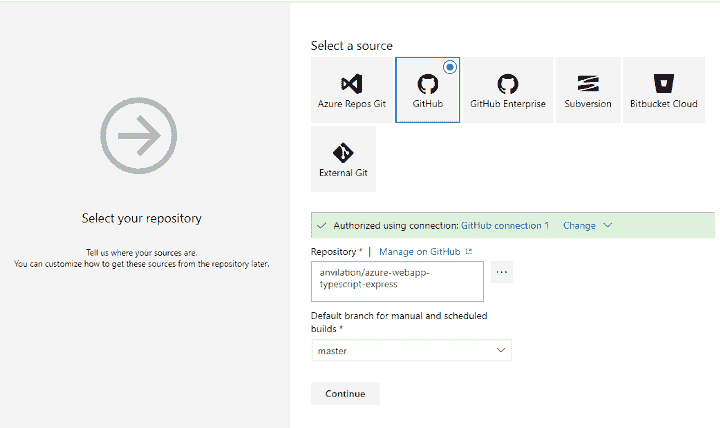 Select your repository
Tell us where your sources are.
You can customize how to get these sources from the repository later.
Select a source
Azure Repos Git
GitHub
GitHub Enterprise
Subversion
Bitbucket Cloud
External Git
Authorized using connection: GitHub connection 1 Change
Repository * | Manage on GitHub
anvilation/azure-webapp-
typescript-express
...
Default branch for manual and scheduled
builds *
master
Continue